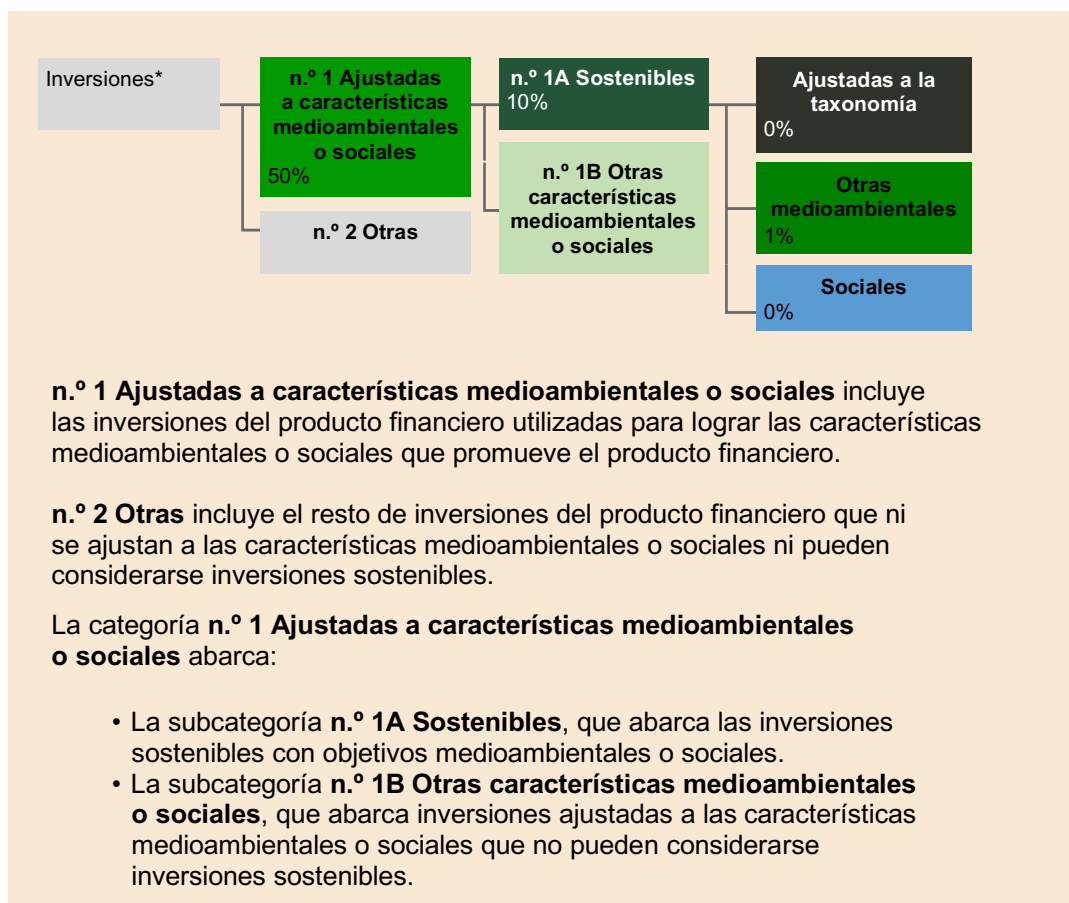 Inversiones*
n.º 1 Ajustadas
a características
medioambientales
o sociales
50%
n.º 2 Otras
n.º 1A Sostenibles
10%
n.º 1B Otras
características
medioambientales
o sociales
Ajustadas a la
taxonomía
0%
Otras
medioambientales
1%
Sociales
0%
n.º 1 Ajustadas a características medioambientales o sociales incluye
las inversiones del producto financiero utilizadas para lograr las características
medioambientales o sociales que promueve el producto financiero.
n.º 2 Otras incluye el resto de inversiones del producto financiero que ni
se ajustan a las características medioambientales o sociales ni pueden
considerarse inversiones sostenibles.
La categoría n.º 1 Ajustadas a características medioambientales
o sociales abarca:
• La subcategoría n.º 1A Sostenibles, que abarca las inversiones
sostenibles con objetivos medioambientales o sociales.
• La subcategoría n.º 1B Otras características medioambientales
o sociales, que abarca inversiones ajustadas a las características
medioambientales o sociales que no pueden considerarse
inversiones sostenibles.